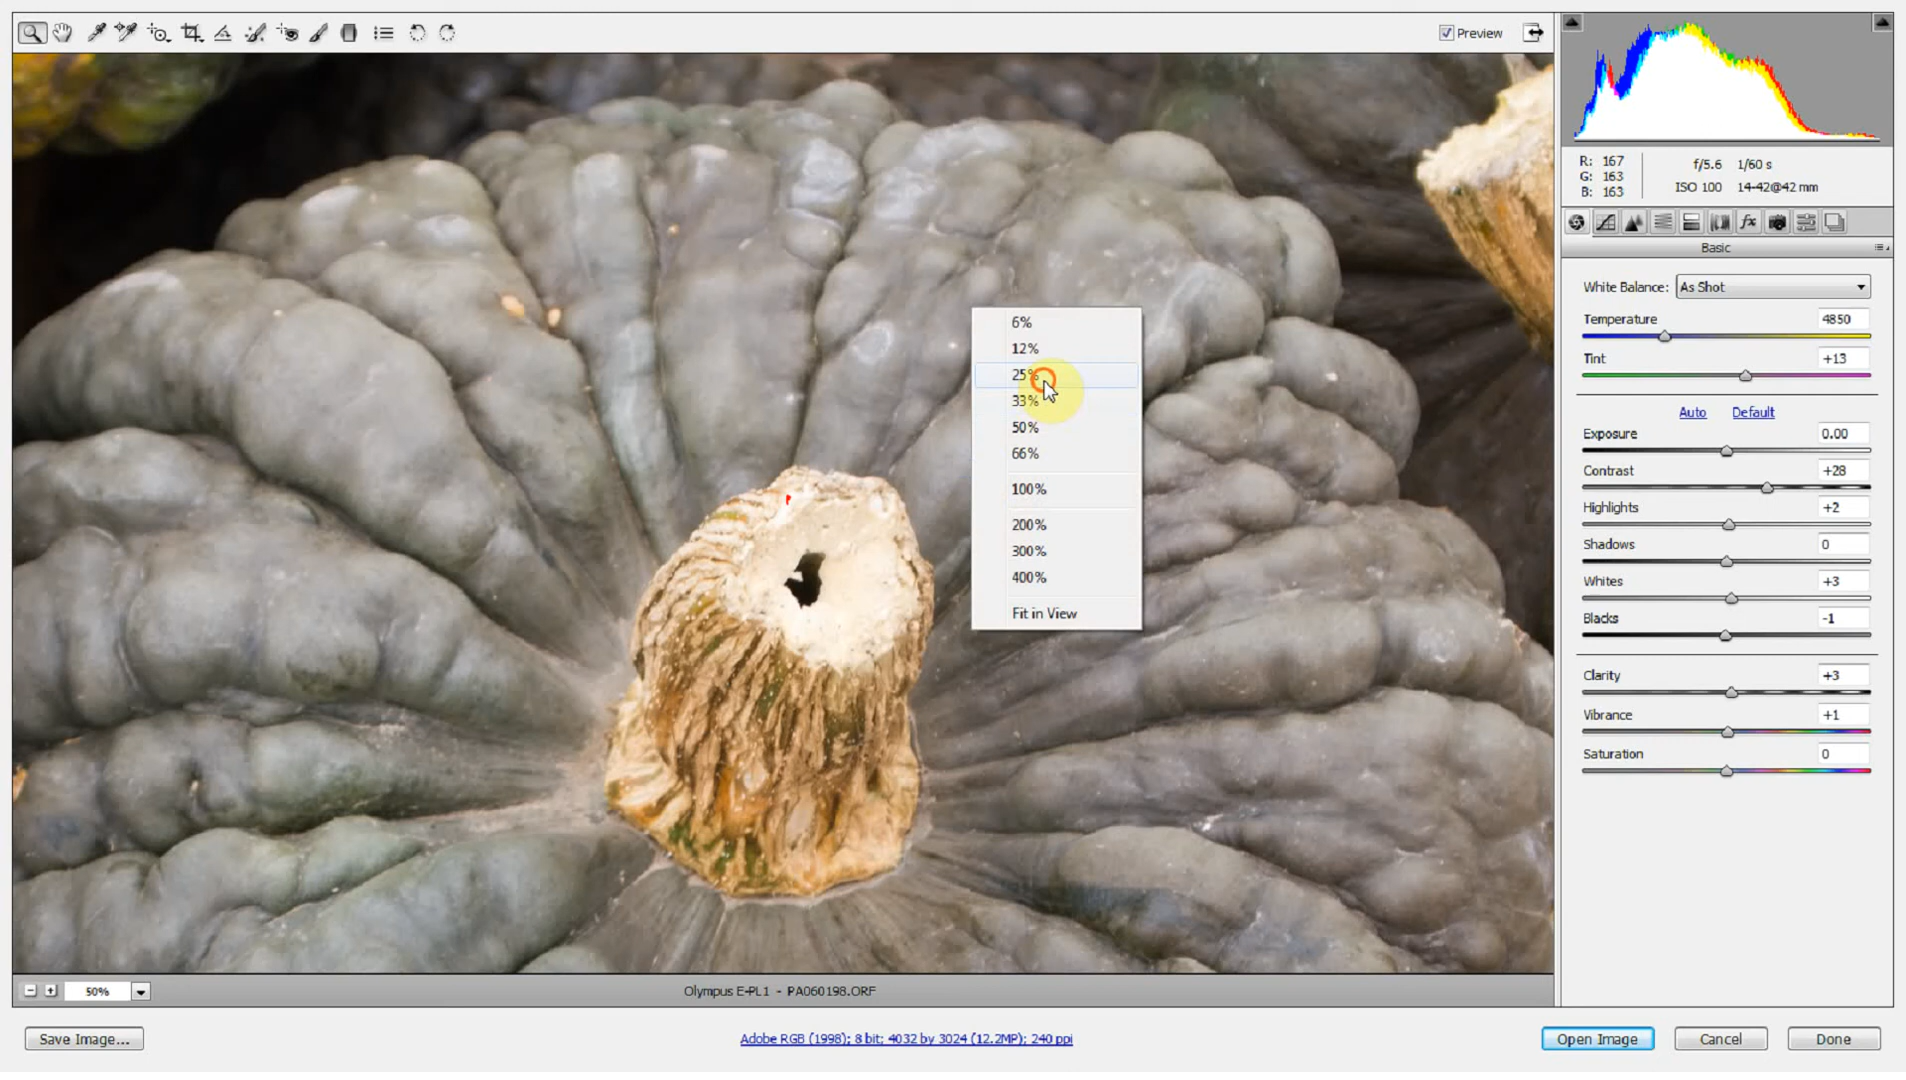 Preview
R: 167
G: 163
B: 163
f/5.6 1/60 s
ISO 100 14-42@42 mm
fx
Basic
White Balance: As Shot
Temperature 4850
Tint +13
Auto Default
Exposure 0.00
Contrast +28
Highlights +2
Shadows 0
Whites +3
Blacks -1
Clarity +3
Vibrance +1
Saturation 0
6%
12%
25%
33%
50%
66%
100%
200%
300%
400%
Fit in View
50%
Olympus E-PL1 - PA060198.ORF
Save Image...
Adobe RGB (1998); 8 bit; 4032 by 3024 (12.2MP); 240 ppi
Open Image
Cancel
Done